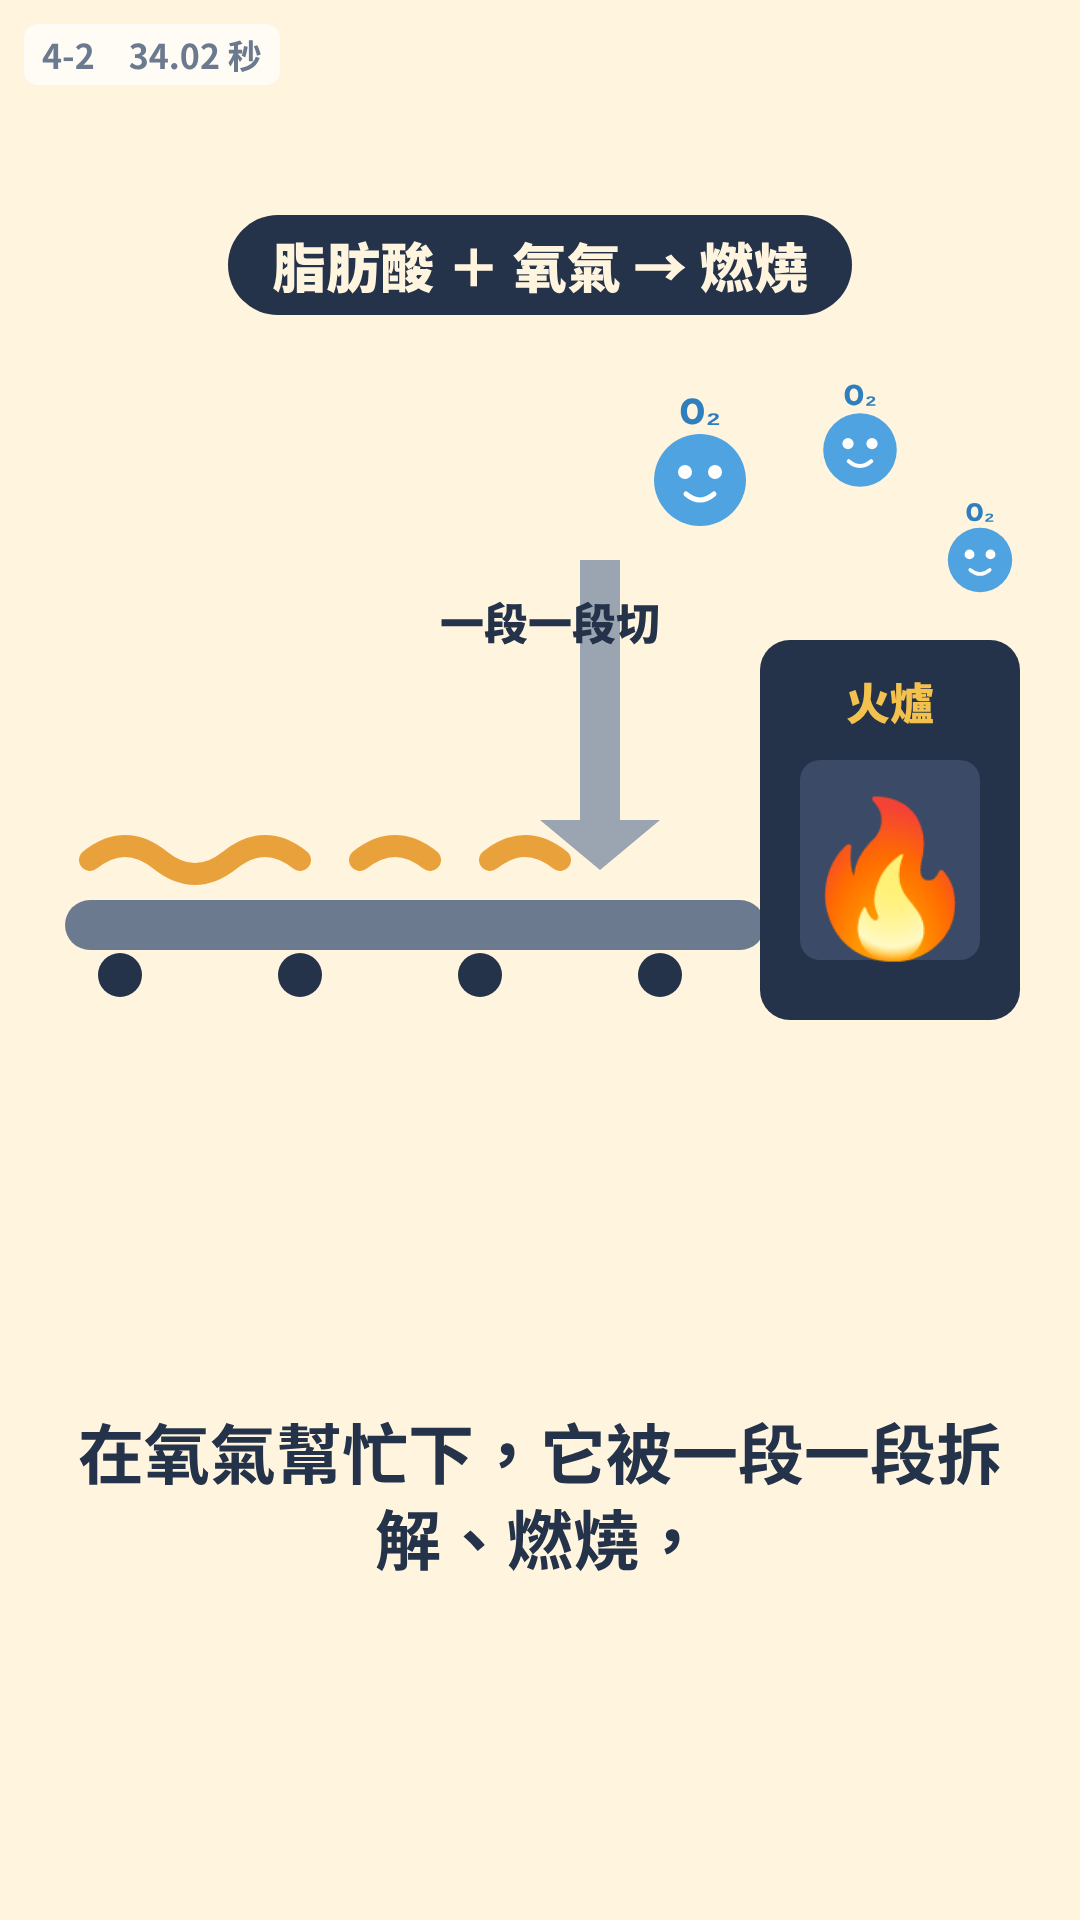 4-2 34.02 秒
脂肪酸 + 氧氣 → 燃燒
O₂
O₂
O₂
一段一段切
火爐
在氧氣幫忙下，它被一段一段拆
解、燃燒，